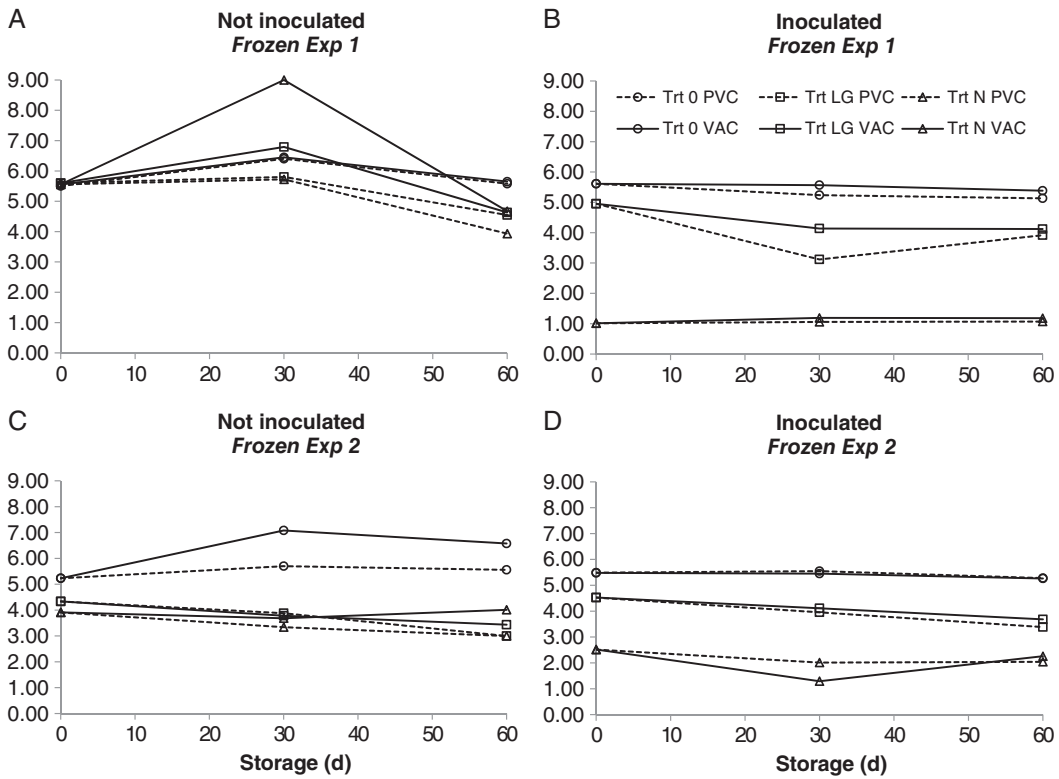 A
Not inoculated
Frozen Exp 1
9.00
8.00
7.00
6.00
5.00
4.00
3.00
2.00
1.00
0.00
0 10 20 30 40 50 60
B
Inoculated
Frozen Exp 1
9.00
8.00
7.00
6.00
5.00
4.00
3.00
2.00
1.00
0.00
Trt 0 PVC Trt LG PVC Trt N PVC
Trt 0 VAC Trt LG VAC Trt N VAC
0 10 20 30 40 50 60
C
Not inoculated
Frozen Exp 2
9.00
8.00
7.00
6.00
5.00
4.00
3.00
2.00
1.00
0.00
0 10 20 30 40 50 60
Storage (d)
D
Inoculated
Frozen Exp 2
9.00
8.00
7.00
6.00
5.00
4.00
3.00
2.00
1.00
0.00
0 10 20 30 40 50 60
Storage (d)